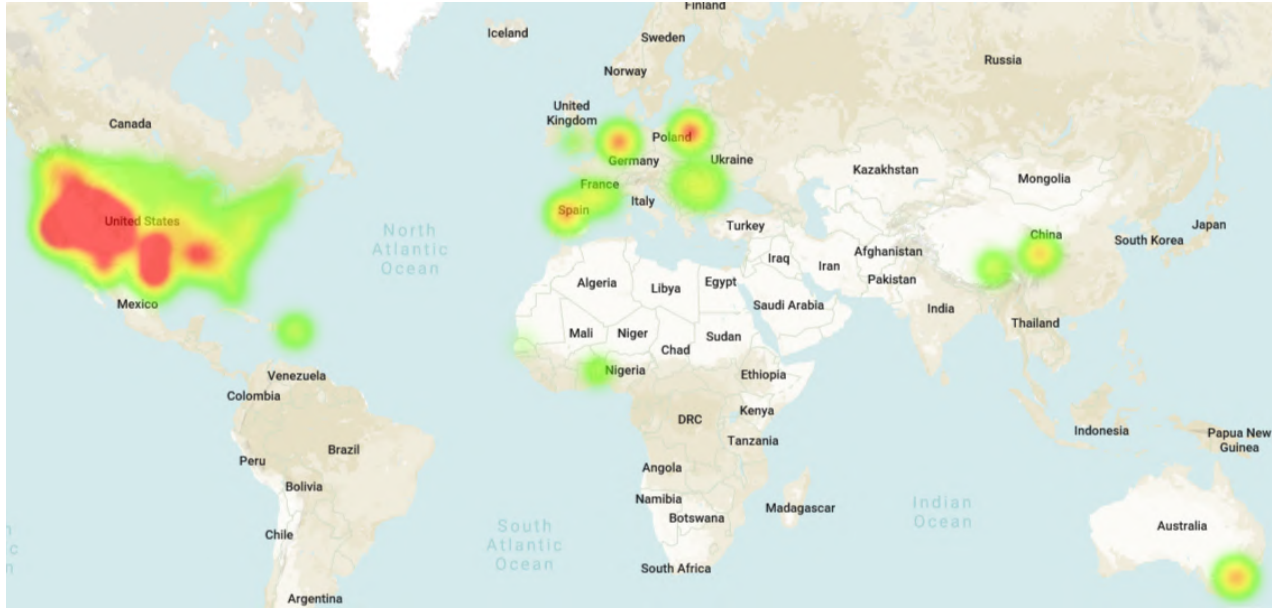 Finland
Iceland
Sweden
Russia
Norway
United
Kingdom
Canada
Poland
Germany
Ukraine
Kazakhstan
Mongolia
France
Italy
Spain
United States
North
Atlantic
Ocean
Turkey
Japan
China
South Korea
Afghanistan
Iraq
Iran
Pakistan
Algeria
Libya
Egypt
Saudi Arabia
India
Mexico
Mali
Niger
Chad
Sudan
Thailand
Venezuela
Nigeria
Ethiopia
Colombia
Kenya
DRC
Indonesia
Papua New
Guinea
Tanzania
Brazil
Peru
Angola
Bolivia
Namibia
Botswana
Madagascar
Indian
Ocean
Chile
South
Atlantic
Ocean
Australia
South Africa
Argentina